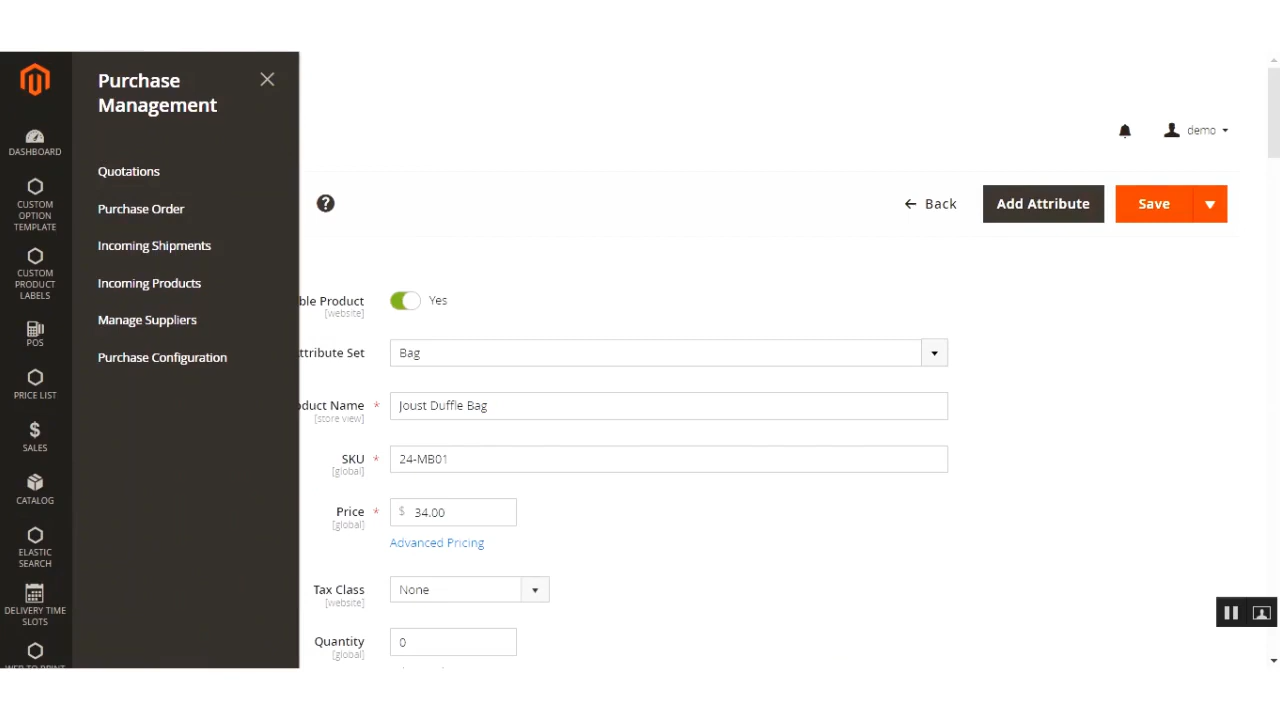 Purchase
Management
Quotations
Purchase Order
Incoming Shipments
Incoming Products
Manage Suppliers
Purchase Configuration
DASHBOARD
CUSTOM
OPTION
TEMPLATE
CUSTOM
PRODUCT
LABELS
POS
PRICE LIST
$
SALES
CATALOG
ELASTIC
SEARCH
DELIVERY TIME
SLOTS
WEB TO PRINT
demo
?
← Back
Add Attribute
Save
ble Product
[website]
Yes
ttribute Set
Bag
duct Name *
[store view]
Joust Duffle Bag
SKU *
[global]
24-MB01
Price *
[global]
$ 34.00
Advanced Pricing
Tax Class
[website]
None
Quantity
[global]
0